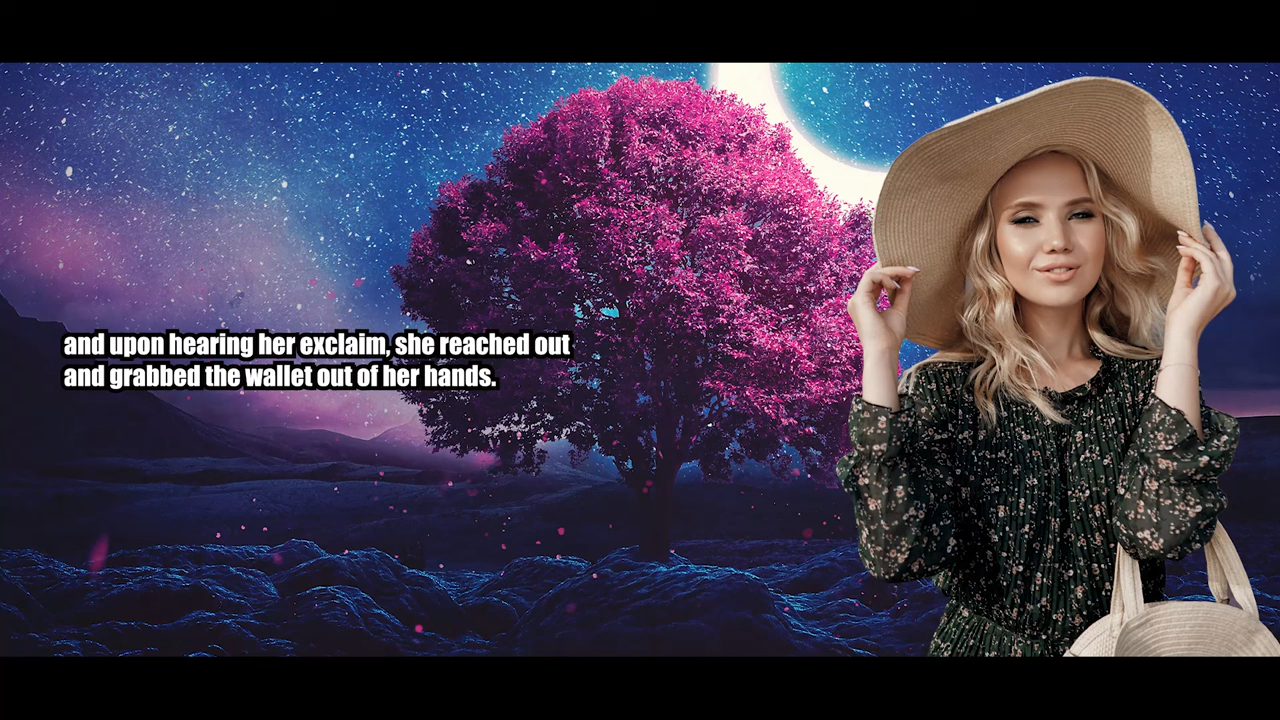 and upon hearing her exclaim, she reached out
and grabbed the wallet out of her hands.